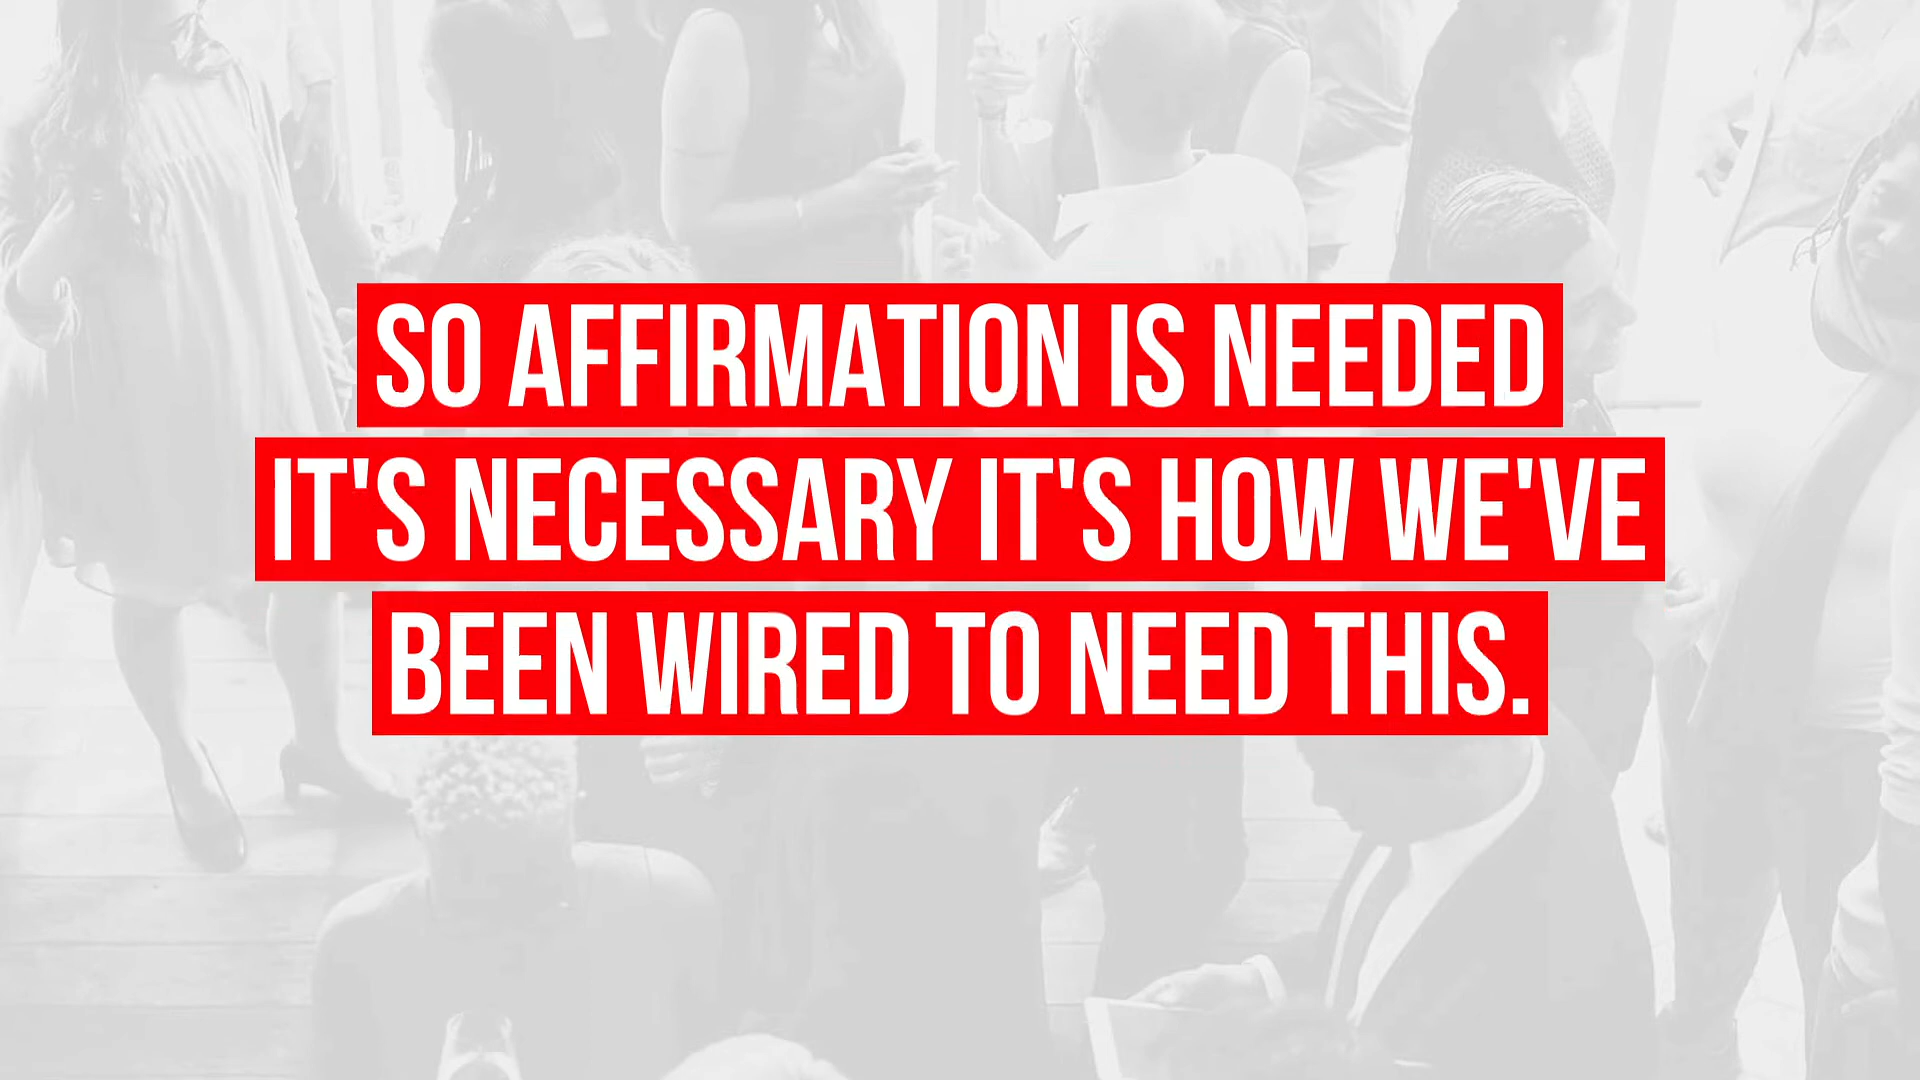 SO AFFIRMATION IS NEEDED
IT'S NECESSARY IT'S HOW WE'VE
BEEN WIRED TO NEED THIS.